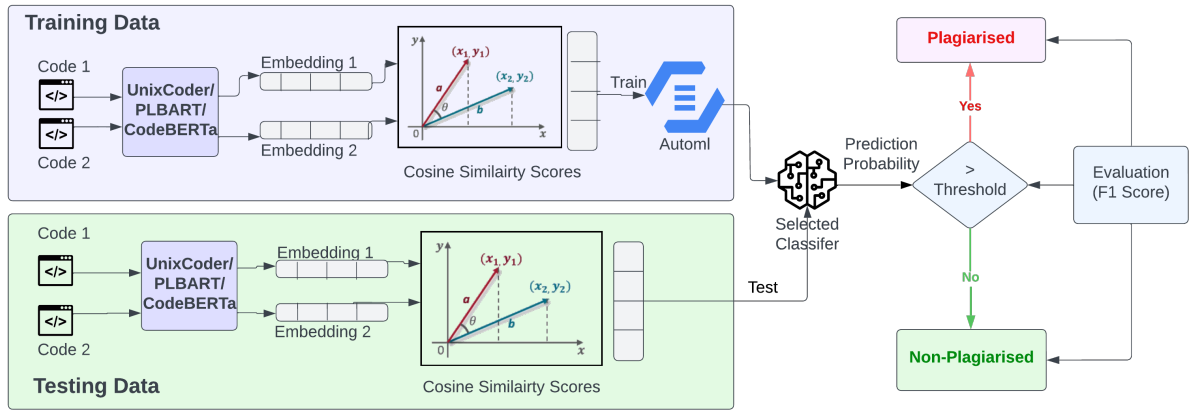 Training Data
Code 1
</>
</>
Code 2
UnixCoder/
PLBART/
CodeBERTa
Embedding 1
Embedding 2
y
(x1, y1)
(x2, y2)
a
θ
b
0
x
Cosine Similairty Scores
Train
Automl
Testing Data
Code 1
</>
</>
Code 2
UnixCoder/
PLBART/
CodeBERTa
Embedding 1
Embedding 2
y
(x1, y1)
(x2, y2)
a
θ
b
0
x
Cosine Similairty Scores
Test
Selected
Classifer
Prediction
Probability
>
Threshold
Yes
Plagiarised
No
Non-Plagiarised
Evaluation
(F1 Score)